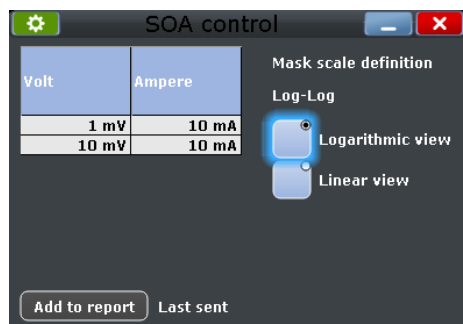 SOA control
Volt Ampere
1 mV 10 mA
10 mV 10 mA
Mask scale definition
Log-Log
Logarithmic view
Linear view
Add to report Last sent